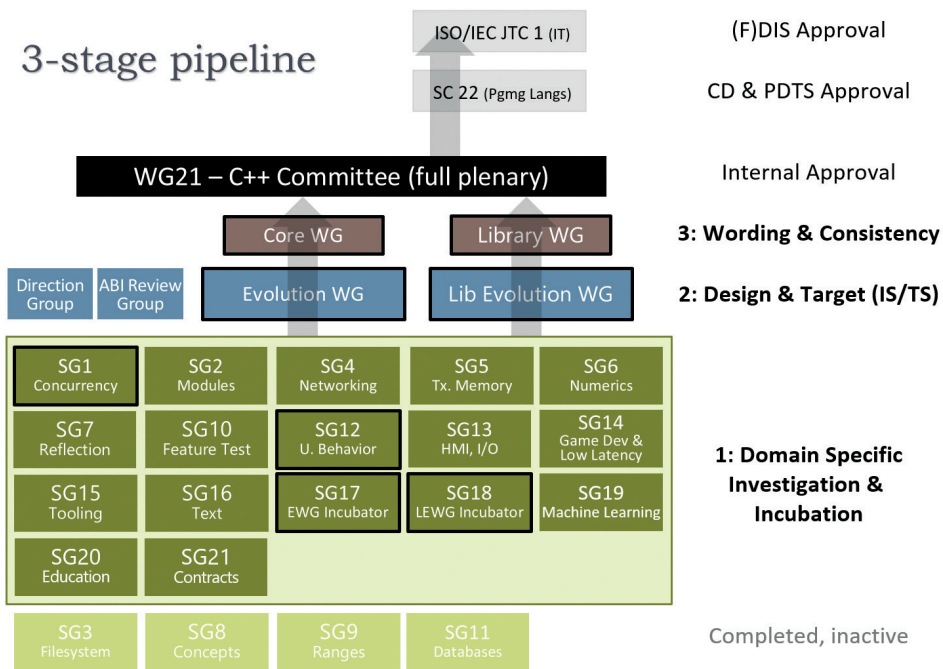 3-stage pipeline
ISO/IEC JTC 1 (IT)
(F)DIS Approval
SC 22 (Pgmg Langs)
CD & PDTS Approval
WG21 – C++ Committee (full plenary)
Internal Approval
Core WG
Library WG
3: Wording & Consistency
Direction
Group
ABI Review
Group
Evolution WG
Lib Evolution WG
2: Design & Target (IS/TS)
SG1
Concurrency
SG2
Modules
SG4
Networking
SG5
Tx. Memory
SG6
Numerics
SG7
Reflection
SG10
Feature Test
SG12
U. Behavior
SG13
HMI, I/O
SG14
Game Dev &
Low Latency
SG15
Tooling
SG16
Text
SG17
EWG Incubator
SG18
LEWG Incubator
SG19
Machine Learning
SG20
Education
SG21
Contracts
1: Domain Specific
Investigation &
Incubation
SG3
Filesystem
SG8
Concepts
SG9
Ranges
SG11
Databases
Completed, inactive